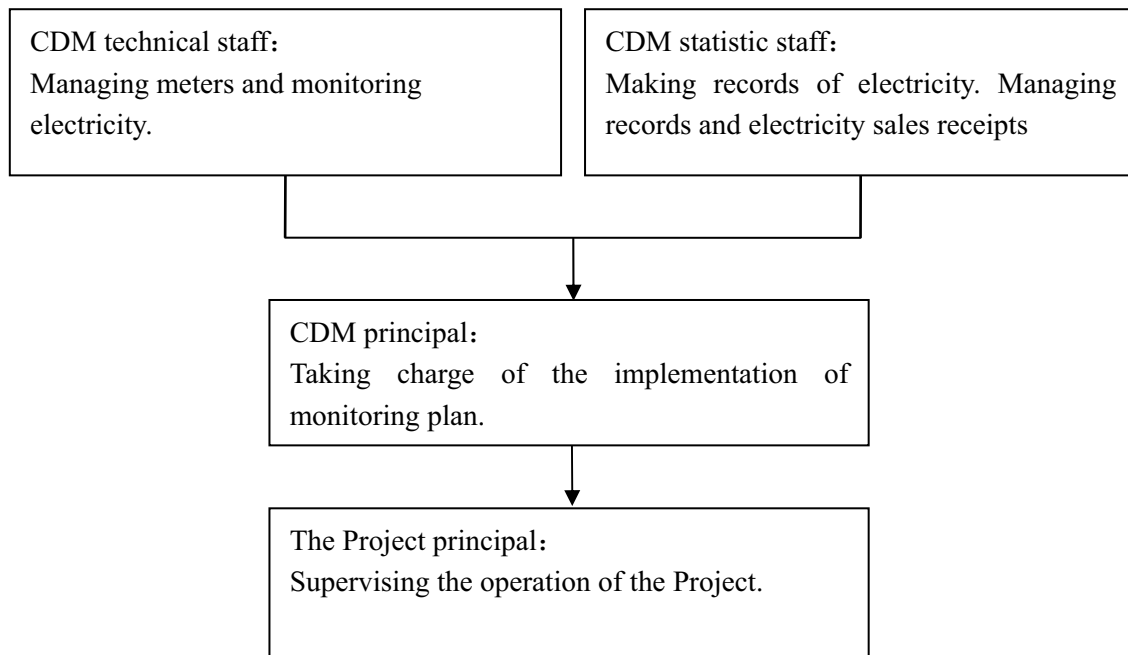 CDM technical staff：
Managing meters and monitoring
electricity.
CDM statistic staff：
Making records of electricity. Managing
records and electricity sales receipts
CDM principal：
Taking charge of the implementation of
monitoring plan.
The Project principal：
Supervising the operation of the Project.